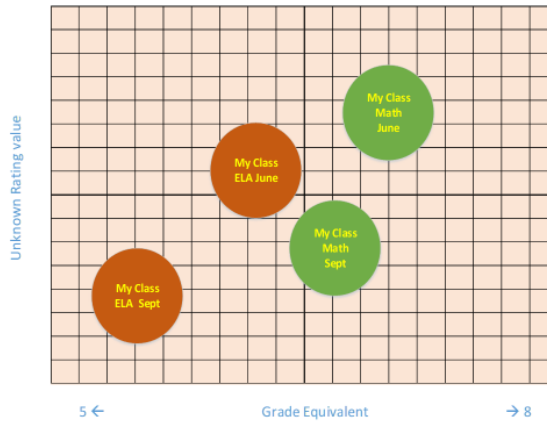 My Class
Math
June
My Class
ELA June
My Class
Math
Sept
My Class
ELA Sept
Unknown Rating value
5 ← Grade Equivalent → 8